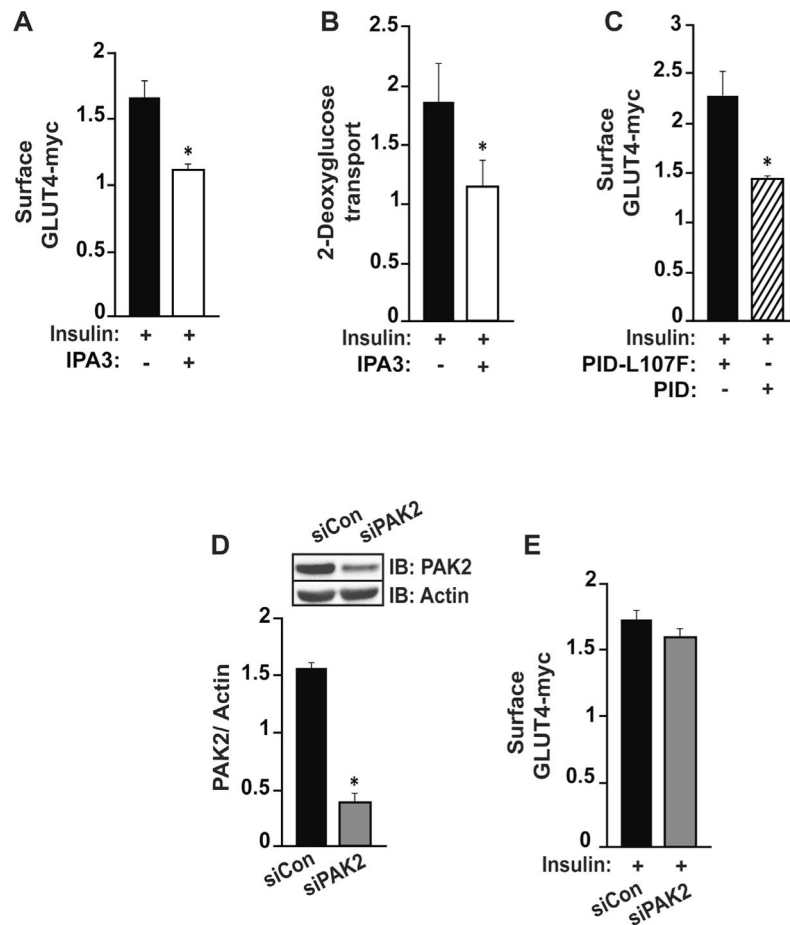 A
Surface
GLUT4-myc
2
1.5
1
0.5
0
*
Insulin: + +
IPA3: - +
B
2-Deoxyglucose
transport
2.5
2
1.5
1
0.5
0
*
Insulin: + +
IPA3: - +
C
Surface
GLUT4-myc
3
2.5
2
1.5
1
0.5
0
*
Insulin: + +
PID-L107F: + -
PID: - +
D
siCon siPAK2
IB: PAK2
IB: Actin
PAK2/ Actin
2
1.5
1
0.5
0
*
siCon siPAK2
E
Surface
GLUT4-myc
2
1.5
1
0.5
0
Insulin: + +
siCon siPAK2